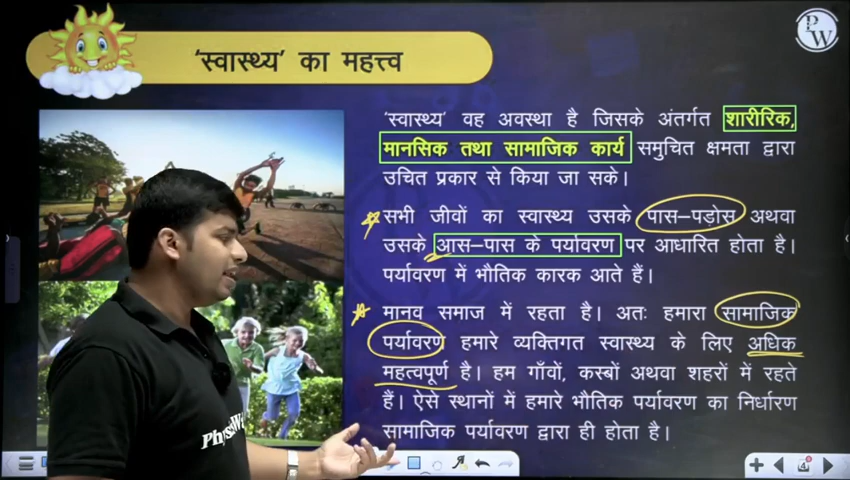 P
W
'स्वास्थ्य' का महत्त्व
'स्वास्थ्य' वह अवस्था है जिसके अंतर्गत शारीरिक,
मानसिक तथा सामाजिक कार्य समुचित क्षमता द्वारा
उचित प्रकार से किया जा सके।
सभी जीवों का स्वास्थ्य उसके पास–पड़ोस अथवा
उसके आस–पास के पर्यावरण पर आधारित होता है।
पर्यावरण में भौतिक कारक आते हैं।
मानव समाज में रहता है। अतः हमारा सामाजिक
पर्यावरण हमारे व्यक्तिगत स्वास्थ्य के लिए अधिक
महत्वपूर्ण है। हम गाँवों, कस्बों अथवा शहरों में रहते
हैं। ऐसे स्थानों में हमारे भौतिक पर्यावरण का निर्धारण
सामाजिक पर्यावरण द्वारा ही होता है।